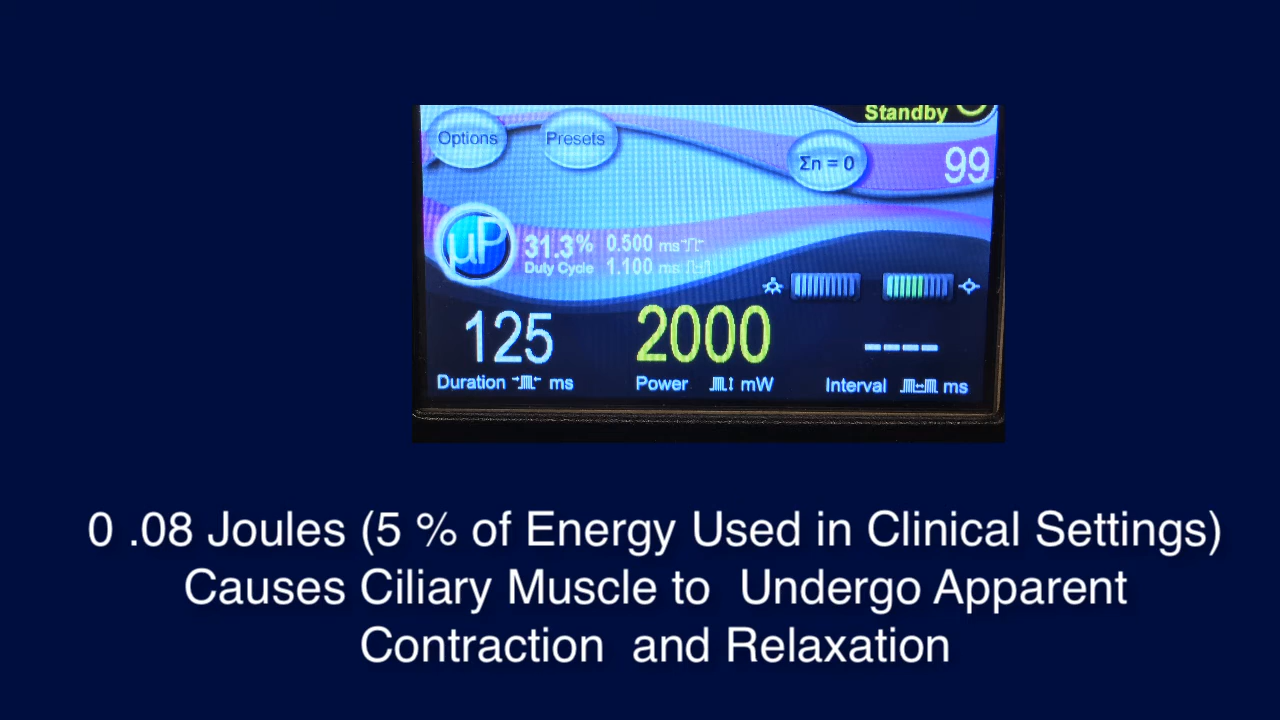 Standby
Options
Presets
Σn = 0
99
µP
31.3%
0.500 ms
Duty Cycle
1.100 ms
125
2000
----
Duration ms
Power mW
Interval ms
0 .08 Joules (5 % of Energy Used in Clinical Settings)
Causes Ciliary Muscle to  Undergo Apparent
Contraction  and Relaxation